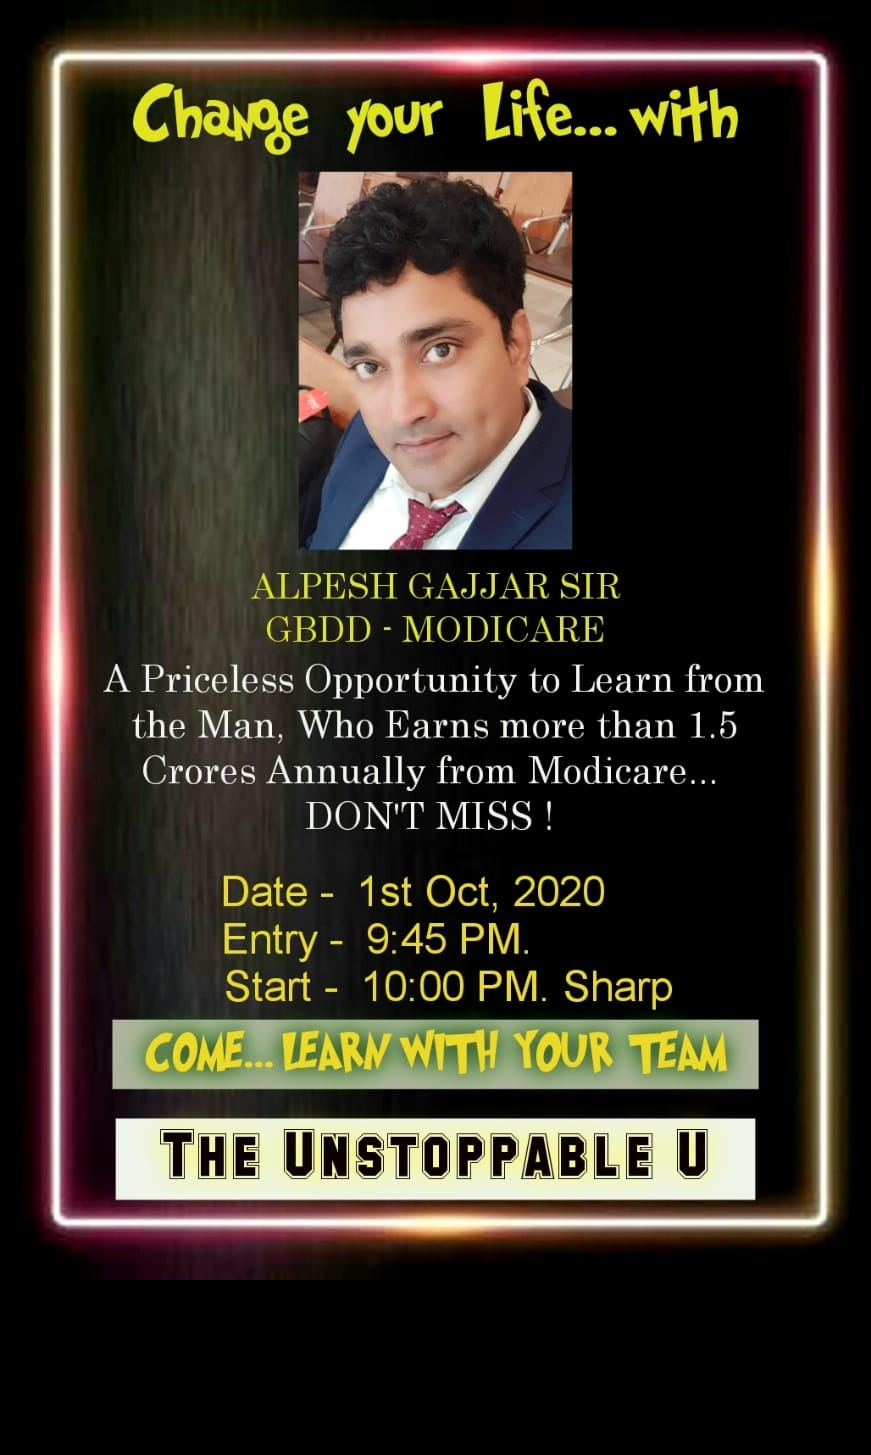 Change your Life... with
ALPESH GAJJAR SIR
GBDD - MODICARE
A Priceless Opportunity to Learn from
the Man, Who Earns more than 1.5
Crores Annually from Modicare...
DON'T MISS !
Date - 1st Oct, 2020
Entry - 9:45 PM.
Start - 10:00 PM. Sharp
COME... LEARN WITH YOUR TEAM
THE UNSTOPPABLE U